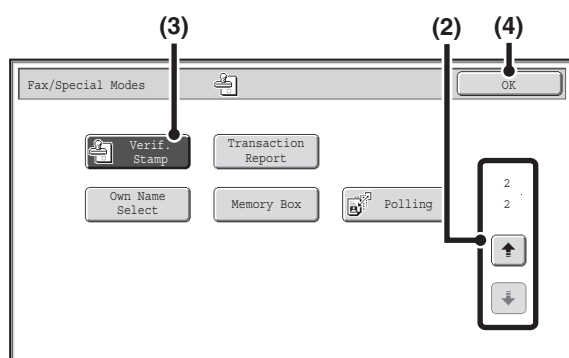 (3)
(2)
(4)
Fax/Special Modes
OK
Verif.
Stamp
Transaction
Report
Own Name
Select
Memory Box
Polling
2
.
2